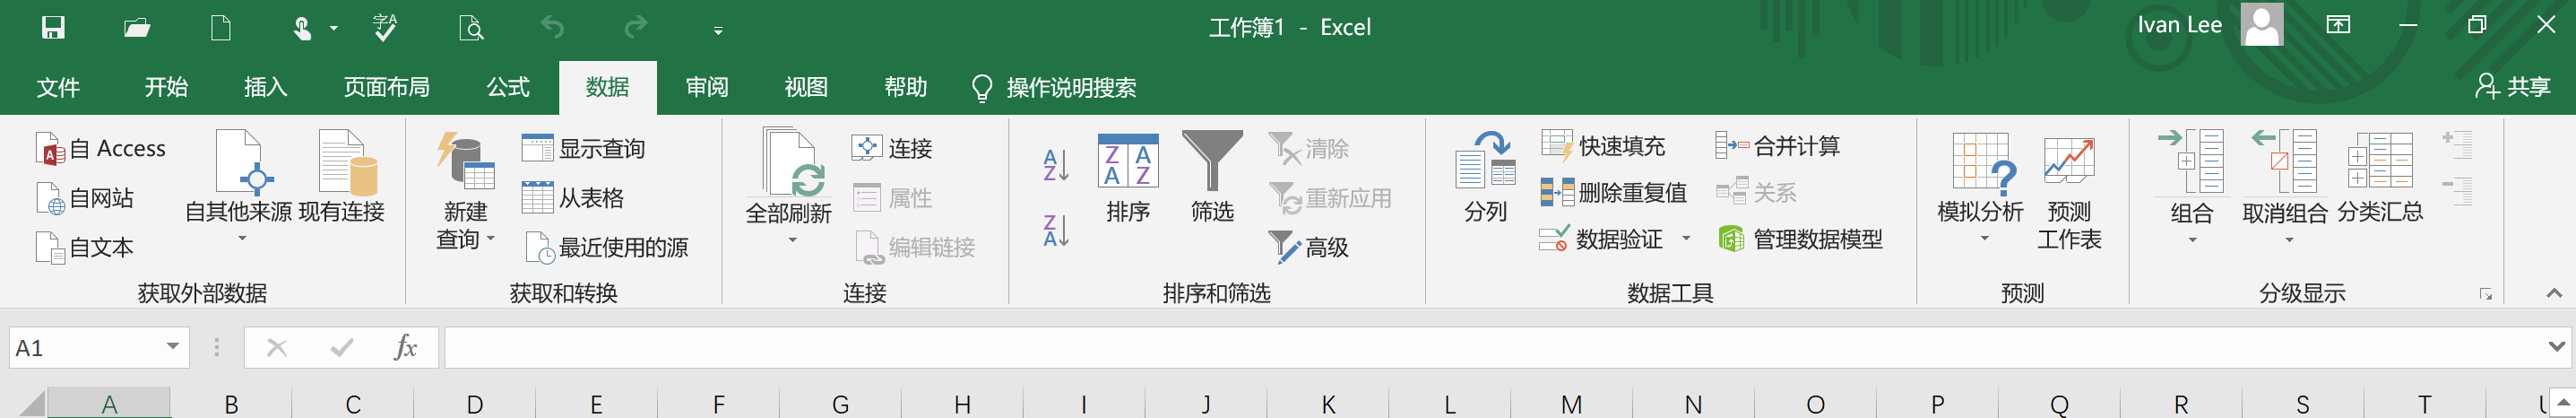 工作簿1 - Excel
Ivan Lee
文件 开始 插入 页面布局 公式 数据 审阅 视图 帮助 操作说明搜索 共享
自 Access
自网站
自文本
自其他来源
现有连接
获取外部数据
新建
查询
显示查询
从表格
最近使用的源
获取和转换
全部刷新
连接
属性
编辑链接
连接
排序
筛选
清除
重新应用
高级
排序和筛选
分列
快速填充
删除重复值
数据验证
合并计算
关系
管理数据模型
数据工具
模拟分析
预测
工作表
预测
组合
取消组合
分类汇总
分级显示
A1
fx
A B C D E F G H I J K L M N O P Q R S T